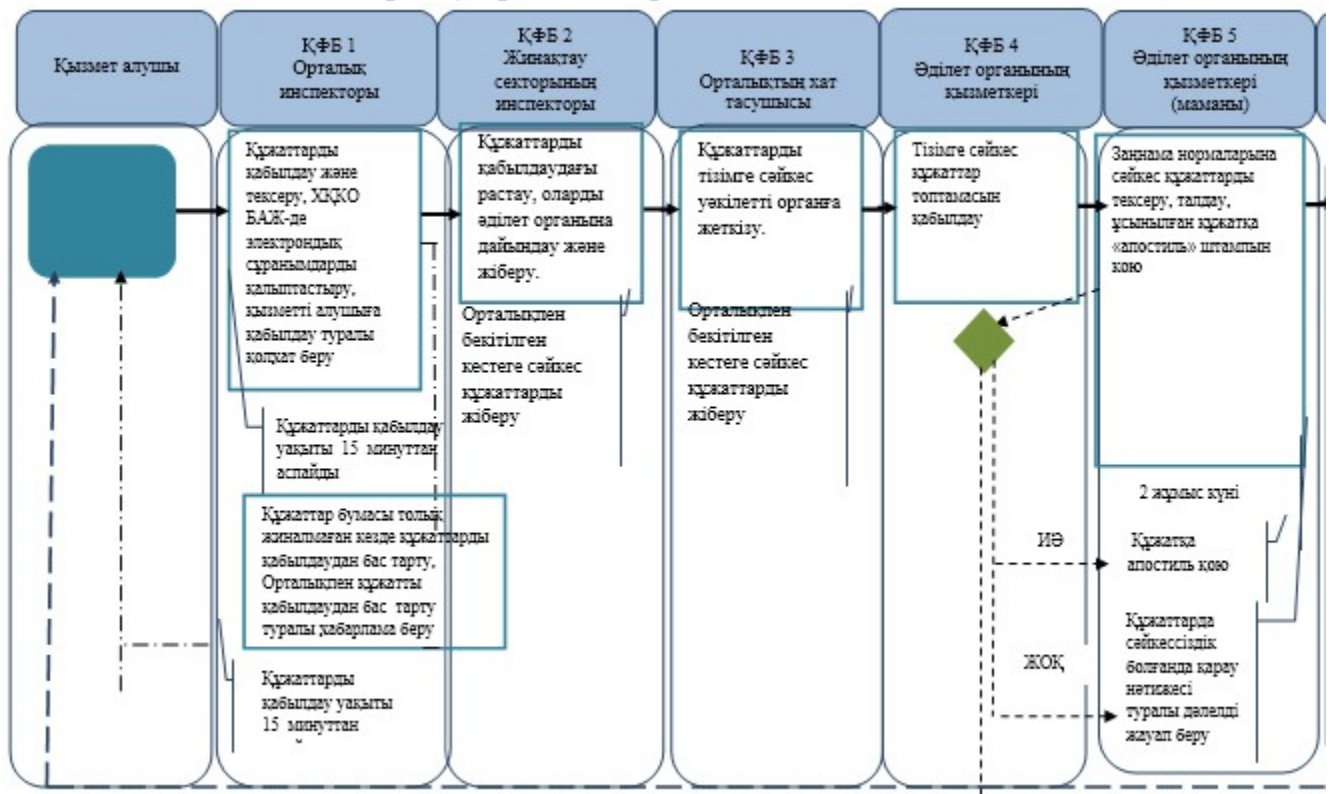 Қызмет алушы
ҚФБ 1
Орталық
инспекторы
ҚФБ 2
Жинақтау
секторының
инспекторы
ҚФБ 3
Орталықтың хат
тасушысы
ҚФБ 4
Әділет органының
қызметкері
ҚФБ 5
Әділет органының
қызметкері
(маманы)
Құжаттарды
қабылдау және
тексеру, ХҚКО
БАЖ-де
электрондық
сұранымдарды
қалыптастыру,
қызметті алушыға
қабылдау туралы
қолхат беру
Құжаттарды қабылдау
уақыты 15 минуттан
аспайды
Құжаттар бумасы толық
жиналмаған кезде құжаттарды
қабылдаудан бас тарту,
Орталықпен құжатты
қабылдаудан бас тарту
туралы хабарлама беру
Құжаттарды
қабылдау уақыты
15 минуттан
Құжаттарды
қабылдаудағы
растау, оларды
әділет органына
дайындау және
жіберу.
Орталықпен
бекітілген
кестеге сәйкес
құжаттарды
жіберу
Құжаттарды
тізімге сәйкес
уәкілетті органға
жеткізу.
Орталықпен
бекітілген
кестеге сәйкес
құжаттарды
жіберу
Тізімге сәйкес
құжаттар
топтамасын
қабылдау
ИӘ
ЖОҚ
Заңнама нормаларына
сәйкес құжаттарды
тексеру, талдау,
ұсынылған құжатқа
«апостиль» штампын
қою
2 жұмыс күні
Құжатқа
апостиль қою
Құжаттарда
сәйкессіздік
болғанда қарау
нәтижесі
туралы дәлелді
жауап беру